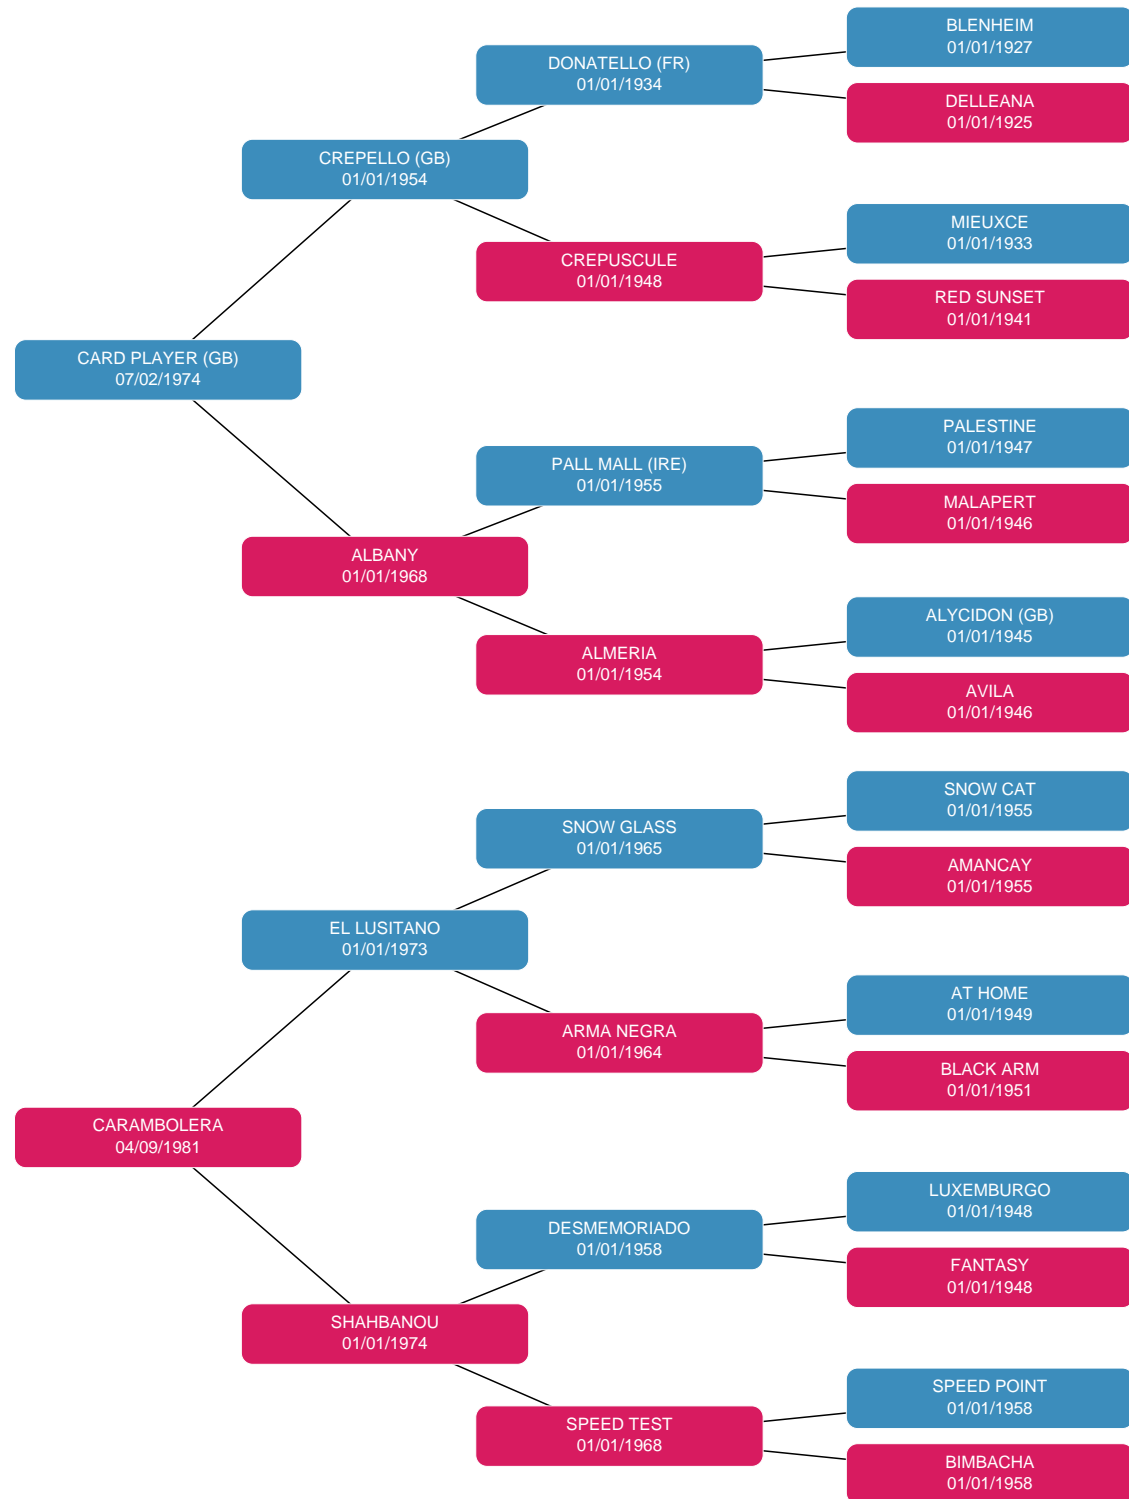 BLENHEIM
01/01/1927
DONATELLO (FR)
01/01/1934
DELLEANA
01/01/1925
CREPELLO (GB)
01/01/1954
MIEUXCE
01/01/1933
CREPUSCULE
01/01/1948
RED SUNSET
01/01/1941
CARD PLAYER (GB)
07/02/1974
PALESTINE
01/01/1947
PALL MALL (IRE)
01/01/1955
MALAPERT
01/01/1946
ALBANY
01/01/1968
ALYCIDON (GB)
01/01/1945
ALMERIA
01/01/1954
AVILA
01/01/1946
SNOW CAT
01/01/1955
SNOW GLASS
01/01/1965
AMANCAY
01/01/1955
EL LUSITANO
01/01/1973
AT HOME
01/01/1949
ARMA NEGRA
01/01/1964
BLACK ARM
01/01/1951
CARAMBOLERA
04/09/1981
LUXEMBURGO
01/01/1948
DESMEMORIADO
01/01/1958
FANTASY
01/01/1948
SHAHBANOU
01/01/1974
SPEED POINT
01/01/1958
SPEED TEST
01/01/1968
BIMBACHA
01/01/1958